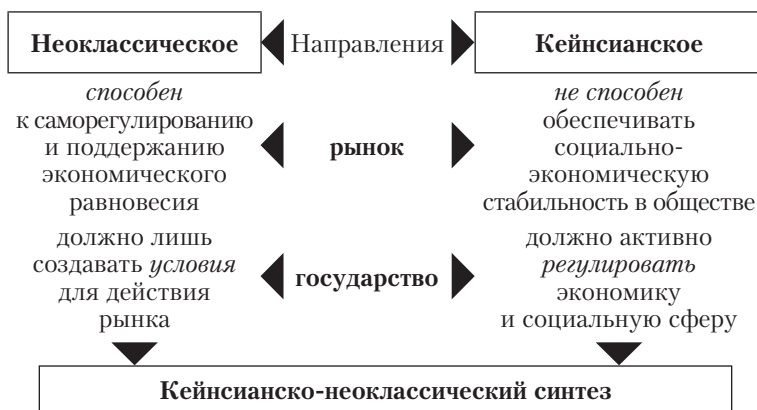 Неоклассическое
Направления
Кейнсианское
способен
к саморегулированию
и поддержанию
экономического
равновесия
рынок
не способен
обеспечивать
социально-
экономическую
стабильность в обществе
должно лишь
создавать условия
для действия
рынка
государство
должно активно
регулировать
экономику
и социальную сферу
Кейнсианско-неоклассический синтез